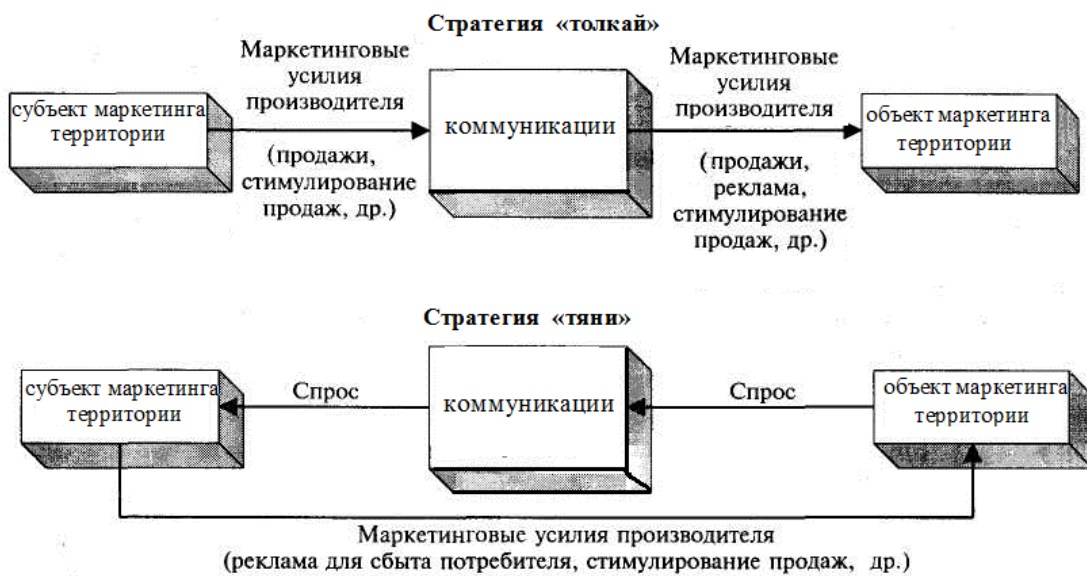 Стратегия «толкай»
Маркетинговые
усилия
производителя
Маркетинговые
усилия
производителя
субъект маркетинга
территории
коммуникации
объект маркетинга
территории
(продажи,
стимулирование
продаж, др.)
(продажи,
реклама,
стимулирование
продаж, др.)
Стратегия «тяни»
субъект маркетинга
территории
Спрос
коммуникации
Спрос
объект маркетинга
территории
Маркетинговые усилия производителя
(реклама для сбыта потребителя, стимулирование продаж, др.)